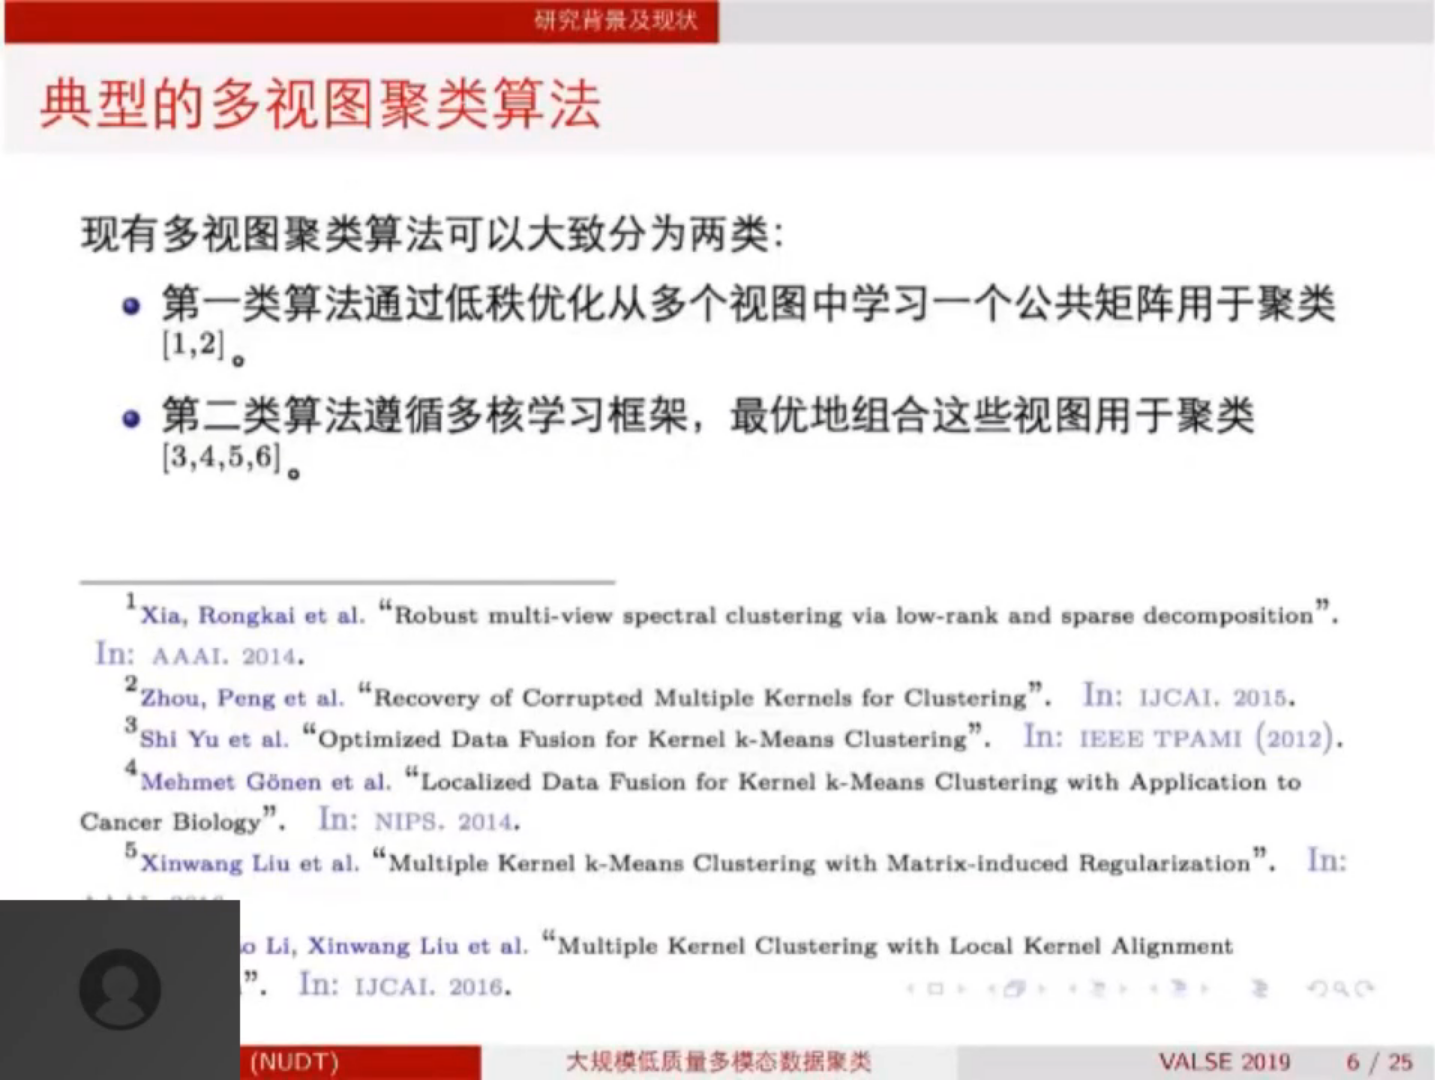 研究背景及现状
典型的多视图聚类算法
现有多视图聚类算法可以大致分为两类：
第一类算法通过低秩优化从多个视图中学习一个公共矩阵用于聚类
[1,2]。
第二类算法遵循多核学习框架，最优地组合这些视图用于聚类
[3,4,5,6]。
1Xia, Rongkai et al. “Robust multi-view spectral clustering via low-rank and sparse decomposition”.
In: AAAI. 2014.
2Zhou, Peng et al. “Recovery of Corrupted Multiple Kernels for Clustering”. In: IJCAI. 2015.
3Shi Yu et al. “Optimized Data Fusion for Kernel k-Means Clustering”. In: IEEE TPAMI (2012).
4Mehmet Gönen et al. “Localized Data Fusion for Kernel k-Means Clustering with Application to
Cancer Biology”. In: NIPS. 2014.
5Xinwang Liu et al. “Multiple Kernel k-Means Clustering with Matrix-induced Regularization”. In:
Li, Xinwang Liu et al. “Multiple Kernel Clustering with Local Kernel Alignment
”. In: IJCAI. 2016.
(NUDT)
大规模低质量多模态数据聚类
VALSE 2019
6 / 25